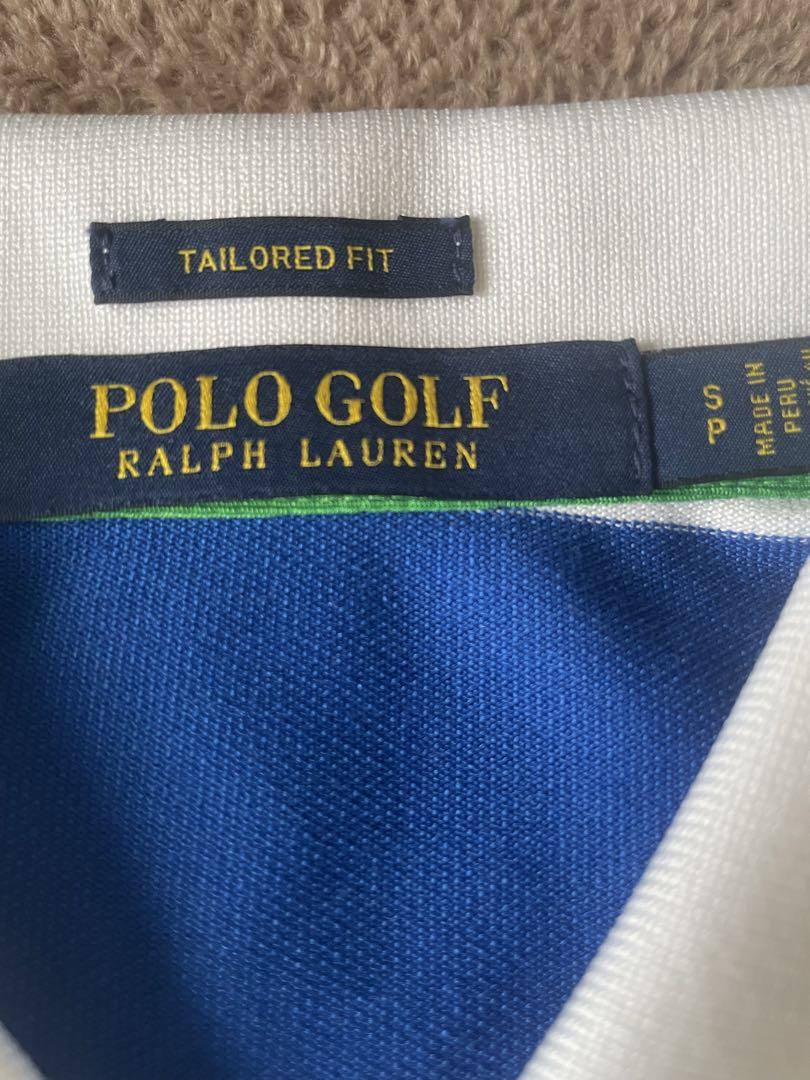 TAILORED FIT
POLO GOLF
RALPH LAUREN
S
P
MADE IN
PERU